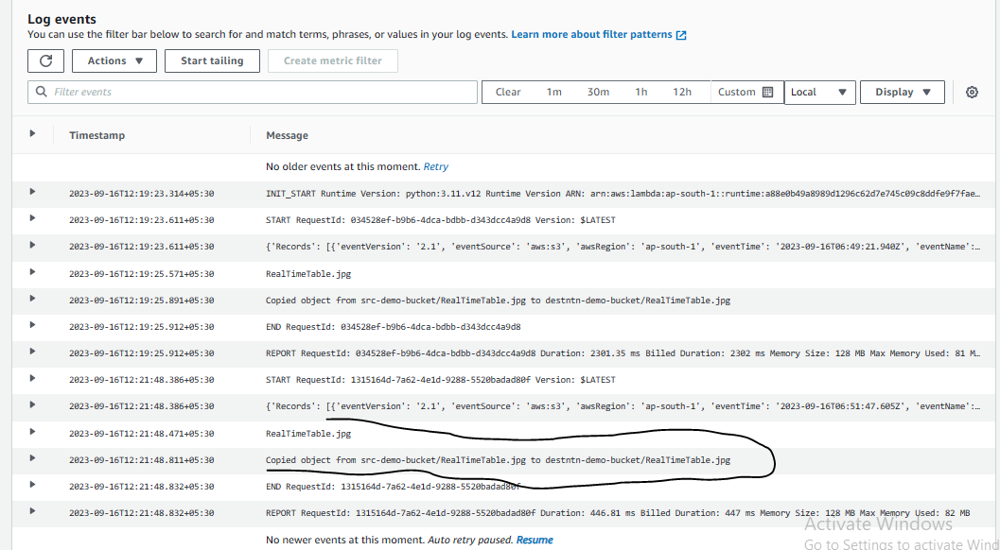 Log events
You can use the filter bar below to search for and match terms, phrases, or values in your log events. Learn more about filter patterns
Actions Start tailing Create metric filter
Filter events Clear 1m 30m 1h 12h Custom Local Display
Timestamp Message
No older events at this moment. Retry
2023-09-16T12:19:23.314+05:30 INIT_START Runtime Version: python:3.11.v12 Runtime Version ARN: arn:aws:lambda:ap-south-1::runtime:a88e0b49a8989d1296c62d7e745c09c8ddfe9f7fae…
2023-09-16T12:19:23.611+05:30 START RequestId: 034528ef-b9b6-4dca-bdbb-d343dcc4a9d8 Version: $LATEST
2023-09-16T12:19:23.611+05:30 {'Records': [{'eventVersion': '2.1', 'eventSource': 'aws:s3', 'awsRegion': 'ap-south-1', 'eventTime': '2023-09-16T06:49:21.940Z', 'eventName':…
2023-09-16T12:19:25.571+05:30 RealTimeTable.jpg
2023-09-16T12:19:25.891+05:30 Copied object from src-demo-bucket/RealTimeTable.jpg to destntn-demo-bucket/RealTimeTable.jpg
2023-09-16T12:19:25.912+05:30 END RequestId: 034528ef-b9b6-4dca-bdbb-d343dcc4a9d8
2023-09-16T12:19:25.912+05:30 REPORT RequestId: 034528ef-b9b6-4dca-bdbb-d343dcc4a9d8 Duration: 2301.35 ms Billed Duration: 2302 ms Memory Size: 128 MB Max Memory Used: 81 M…
2023-09-16T12:21:48.386+05:30 START RequestId: 1315164d-7a62-4e1d-9288-5520badad80f Version: $LATEST
2023-09-16T12:21:48.386+05:30 {'Records': [{'eventVersion': '2.1', 'eventSource': 'aws:s3', 'awsRegion': 'ap-south-1', 'eventTime': '2023-09-16T06:51:47.605Z', 'eventName':…
2023-09-16T12:21:48.471+05:30 RealTimeTable.jpg
2023-09-16T12:21:48.811+05:30 Copied object from src-demo-bucket/RealTimeTable.jpg to destntn-demo-bucket/RealTimeTable.jpg
2023-09-16T12:21:48.832+05:30 END RequestId: 1315164d-7a62-4e1d-9288-5520badad80f
2023-09-16T12:21:48.832+05:30 REPORT RequestId: 1315164d-7a62-4e1d-9288-5520badad80f Duration: 446.81 ms Billed Duration: 447 ms Memory Size: 128 MB Max Memory Used: 82 MB
Activate Windows
No newer events at this moment. Auto retry paused. Resume
Go to Settings to activate Wind